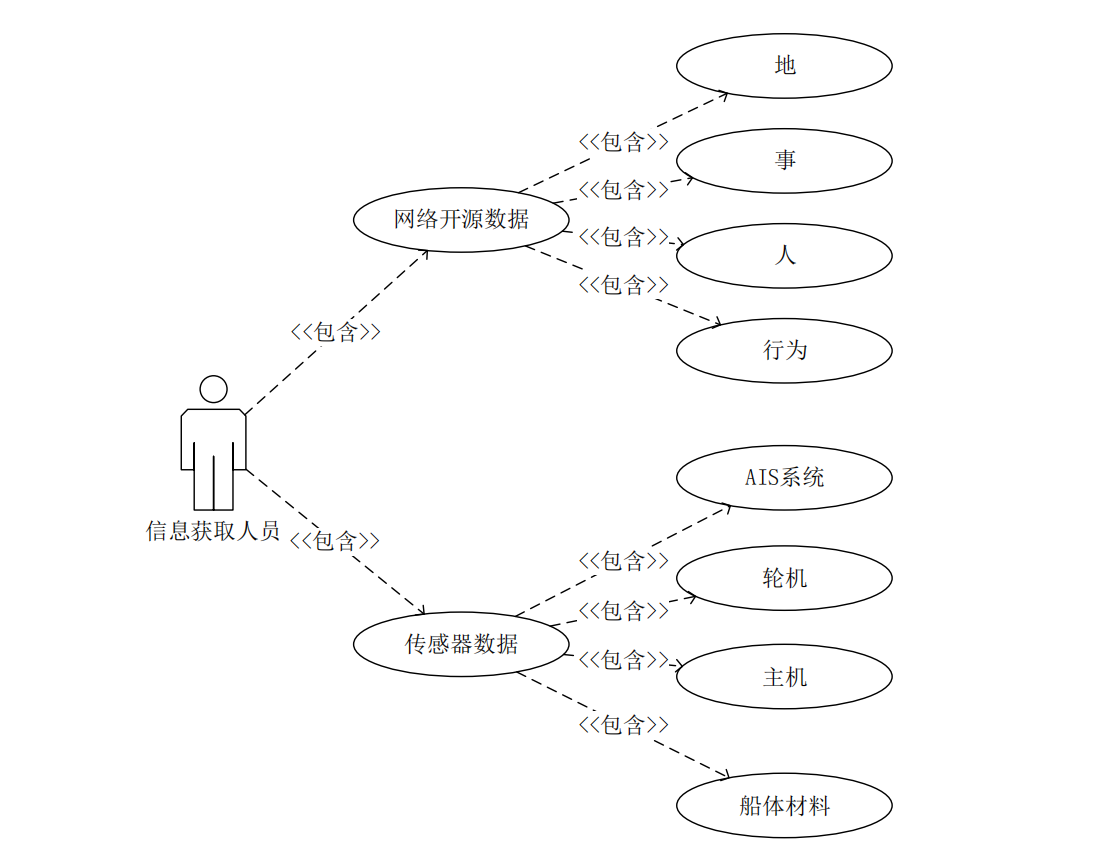 地
<<包含>>
事
<<包含>>
网络开源数据
<<包含>>
人
<<包含>>
行为
<<包含>>
信息获取人员
<<包含>>
AIS系统
<<包含>>
轮机
<<包含>>
传感器数据
<<包含>>
主机
<<包含>>
船体材料